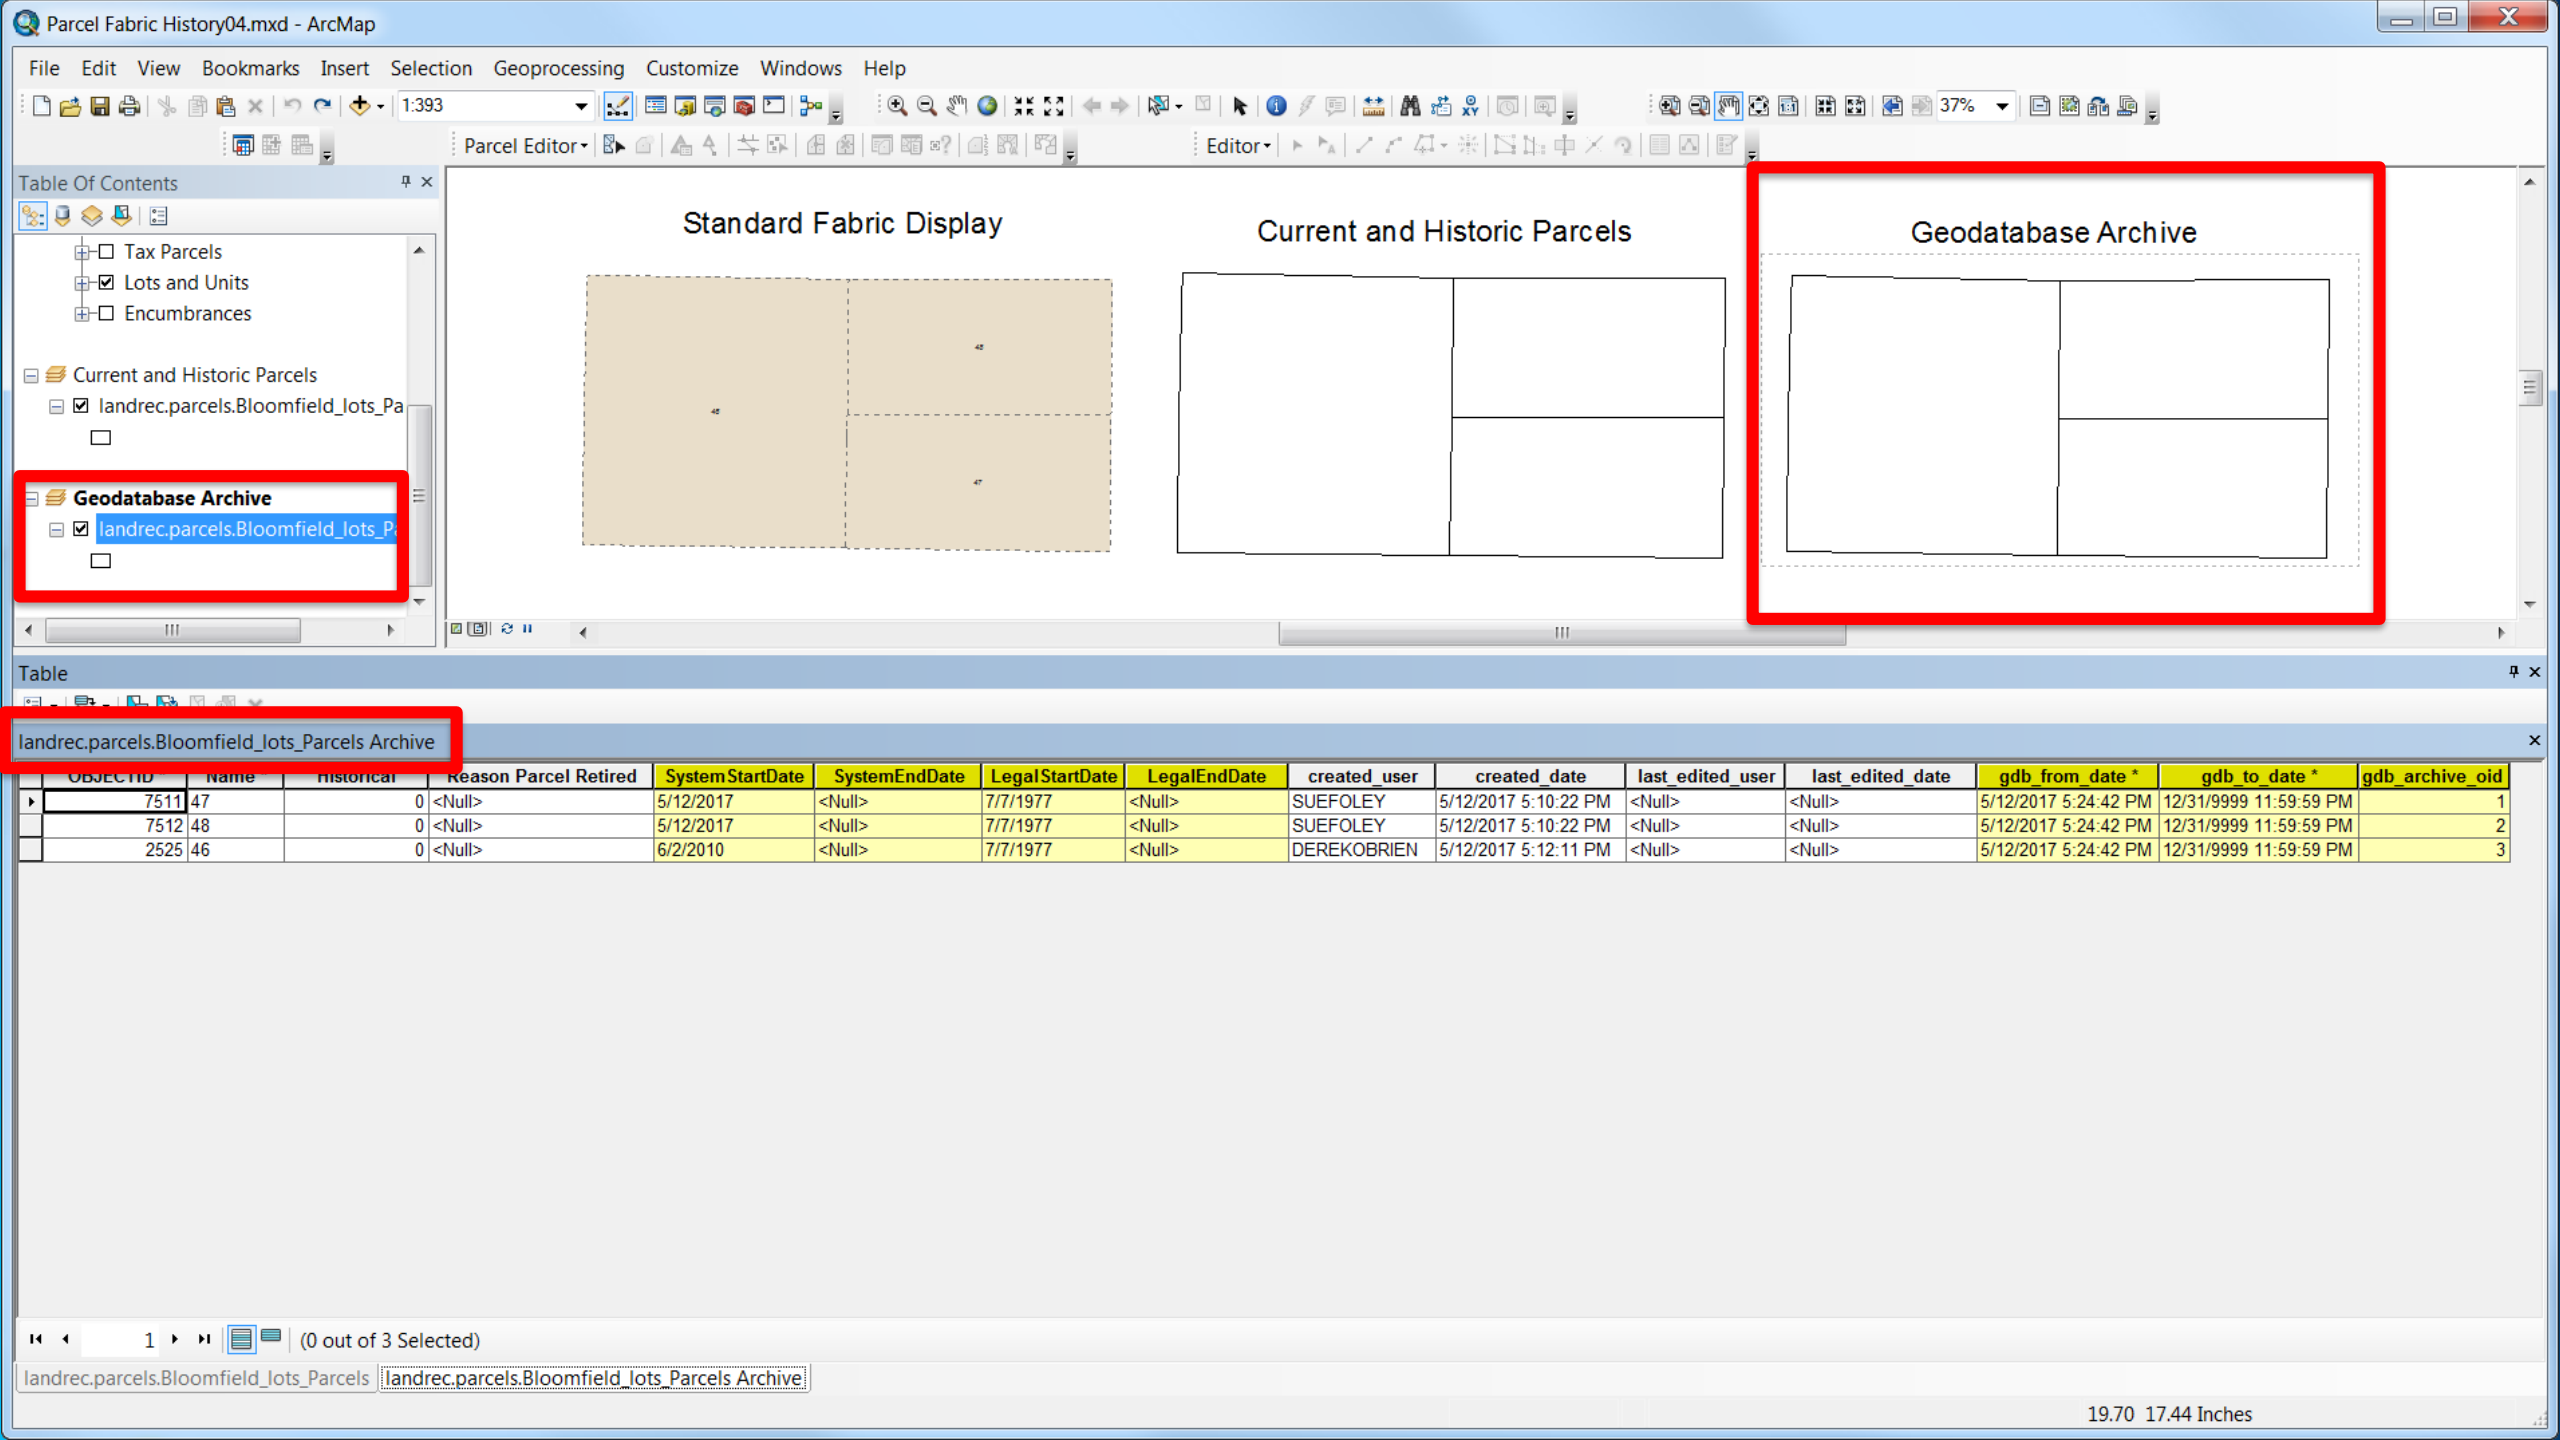 Parcel Fabric History04.mxd - ArcMap
File Edit View Bookmarks Insert Selection Geoprocessing Customize Windows Help
1:393
37%
Parcel Editor
Editor
Table Of Contents
Tax Parcels
Lots and Units
Encumbrances
Current and Historic Parcels
landrec.parcels.Bloomfield_lots_Pa
Geodatabase Archive
landrec.parcels.Bloomfield_lots_Pa
Standard Fabric Display
Current and Historic Parcels
Geodatabase Archive
47
Table
landrec.parcels.Bloomfield_lots_Parcels Archive
OBJECTID Name Historical Reason Parcel Retired SystemStartDate SystemEndDate LegalStartDate LegalEndDate created_user created_date last_edited_user last_edited_date gdb_from_date * gdb_to_date * gdb_archive_oid
7511 47 0 <Null> 5/12/2017 <Null> 7/7/1977 <Null> SUEFOLEY 5/12/2017 5:10:22 PM <Null> <Null> 5/12/2017 5:24:42 PM 12/31/9999 11:59:59 PM 1
7512 48 0 <Null> 5/12/2017 <Null> 7/7/1977 <Null> SUEFOLEY 5/12/2017 5:10:22 PM <Null> <Null> 5/12/2017 5:24:42 PM 12/31/9999 11:59:59 PM 2
2525 46 0 <Null> 6/2/2010 <Null> 7/7/1977 <Null> DEREKOBRIEN 5/12/2017 5:12:11 PM <Null> <Null> 5/12/2017 5:24:42 PM 12/31/9999 11:59:59 PM 3
1 (0 out of 3 Selected)
landrec.parcels.Bloomfield_lots_Parcels landrec.parcels.Bloomfield_lots_Parcels Archive
19.70 17.44 Inches